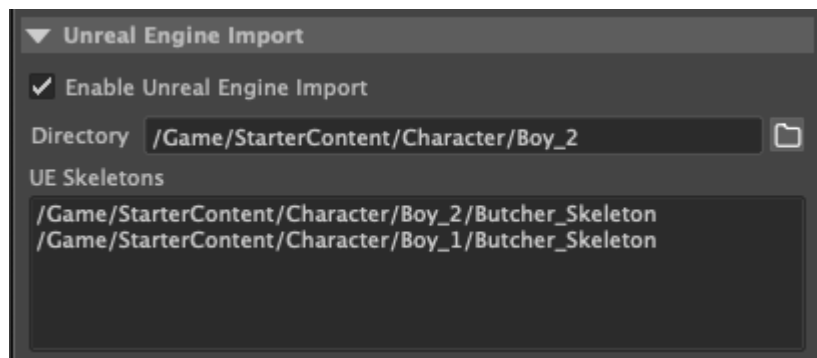 Unreal Engine Import
Enable Unreal Engine Import
Directory /Game/StarterContent/Character/Boy_2
UE Skeletons
/Game/StarterContent/Character/Boy_2/Butcher_Skeleton
/Game/StarterContent/Character/Boy_1/Butcher_Skeleton